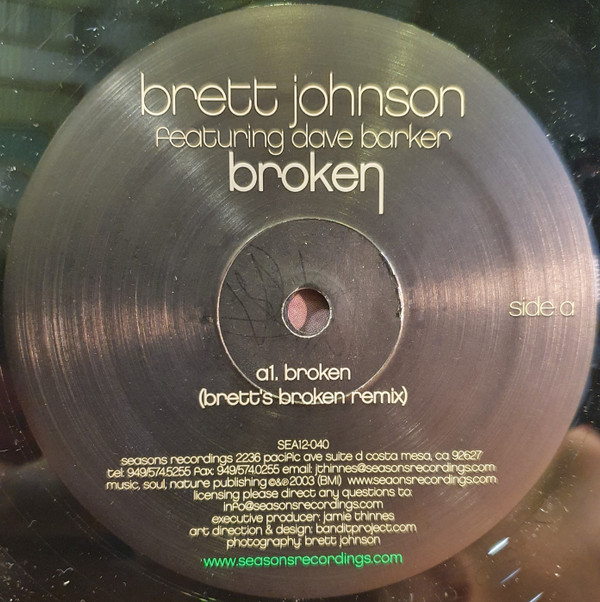 brett johnson
featuring dave barker
broken
side a
a1. broken
(brett's broken remix)
SEA12-040
seasons recordings 2236 pacific ave suite d costa mesa, ca 92627
tel: 949/574.5255 fax: 949/574.0255 email: jthinnes@seasonsrecordings.com
music, soul, nature publishing ©&℗ 2003 (BMI) www.seaonsrecordings.com
licensing please direct any questions to:
info@seasonsrecordings.com
executive producer: jamie thinnes
art direction & design: banditproject.com
photography: brett johnson
www.seasonsrecordings.com